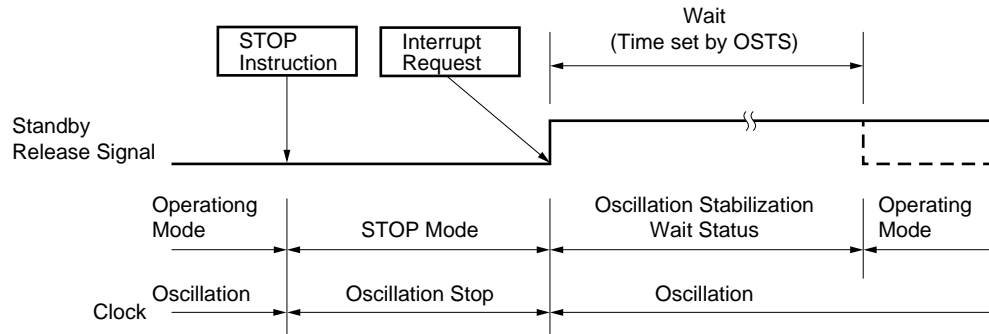 Wait
(Time set by OSTS)
STOP
Instruction
Interrupt
Request
Standby
Release Signal
Operationg
Mode
STOP Mode
Oscillation Stabilization
Wait Status
Operating
Mode
Clock
Oscillation
Oscillation Stop
Oscillation